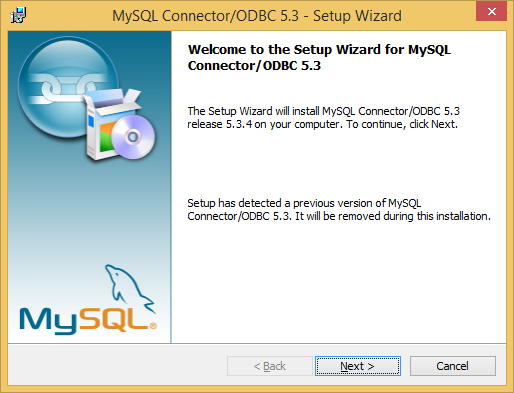 MySQL Connector/ODBC 5.3 - Setup Wizard
Welcome to the Setup Wizard for MySQL
Connector/ODBC 5.3
The Setup Wizard will install MySQL Connector/ODBC 5.3
release 5.3.4 on your computer. To continue, click Next.
Setup has detected a previous version of MySQL
Connector/ODBC 5.3. It will be removed during this installation.
MySQL®
< Back
Next >
Cancel